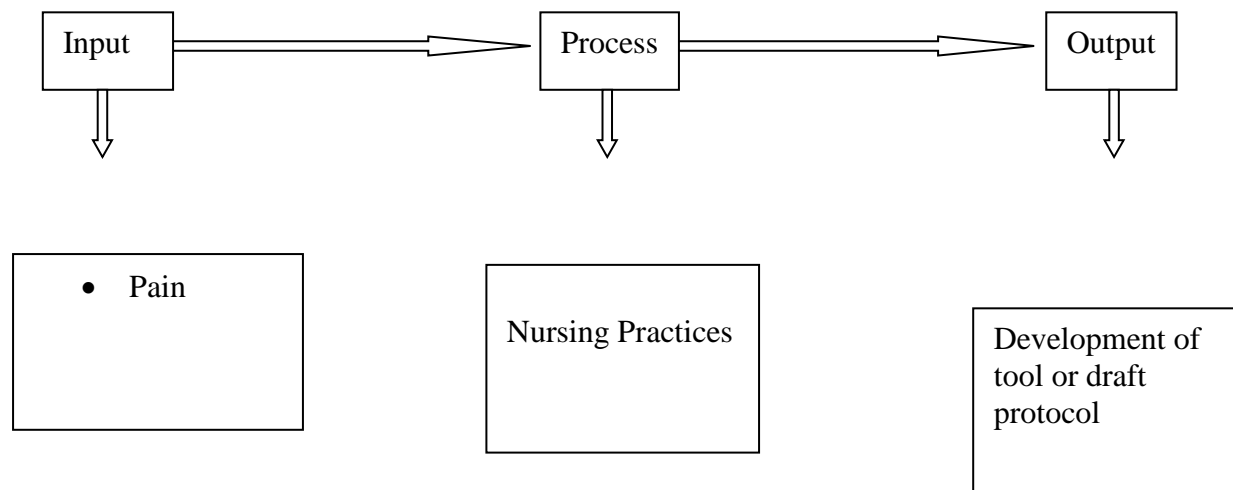 Input
Process
Output
• Pain
Nursing Practices
Development of
tool or draft
protocol